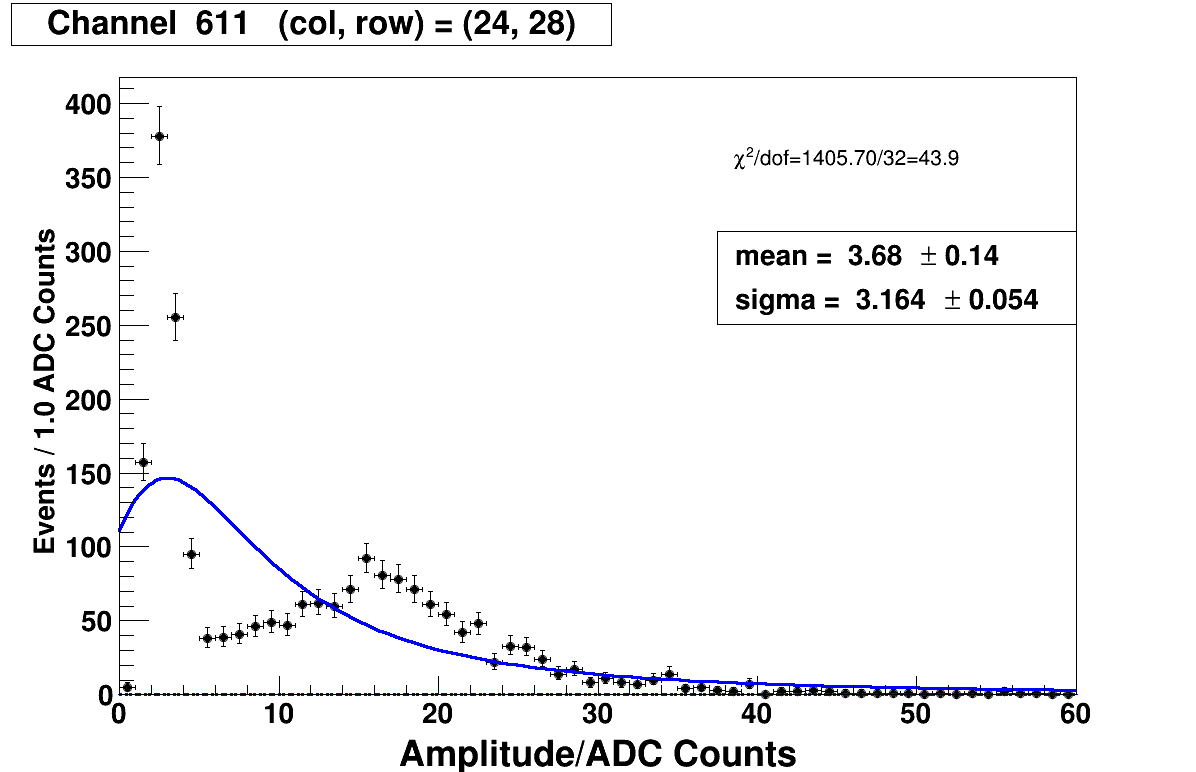 Channel 611 (col, row) = (24, 28)
400
350
300
250
200
150
100
50
0
Events / 1.0 ADC Counts
χ²/dof=1405.70/32=43.9
mean = 3.68 ± 0.14
sigma = 3.164 ± 0.054
0 10 20 30 40 50 60
Amplitude/ADC Counts